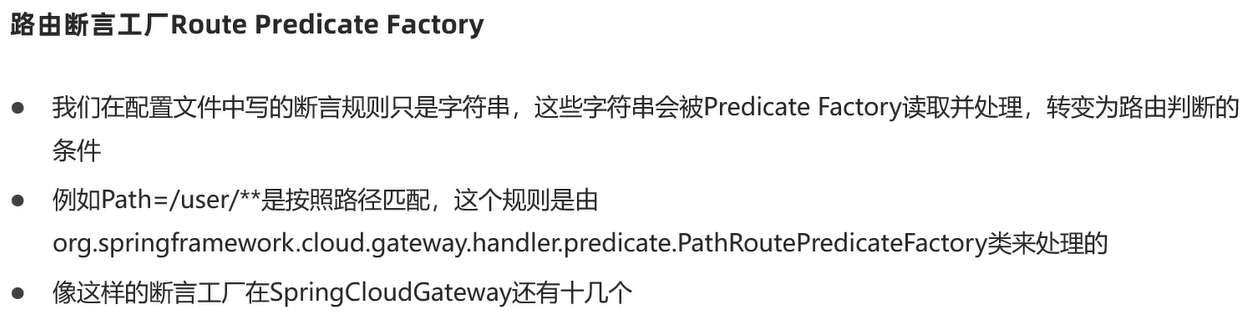 路由断言工厂Route Predicate Factory
● 我们在配置文件中写的断言规则只是字符串，这些字符串会被Predicate Factory读取并处理，转变为路由判断的
条件
● 例如Path=/user/**是按照路径匹配，这个规则是由
org.springframework.cloud.gateway.handler.predicate.PathRoutePredicateFactory类来处理的
● 像这样的断言工厂在SpringCloudGateway还有十几个